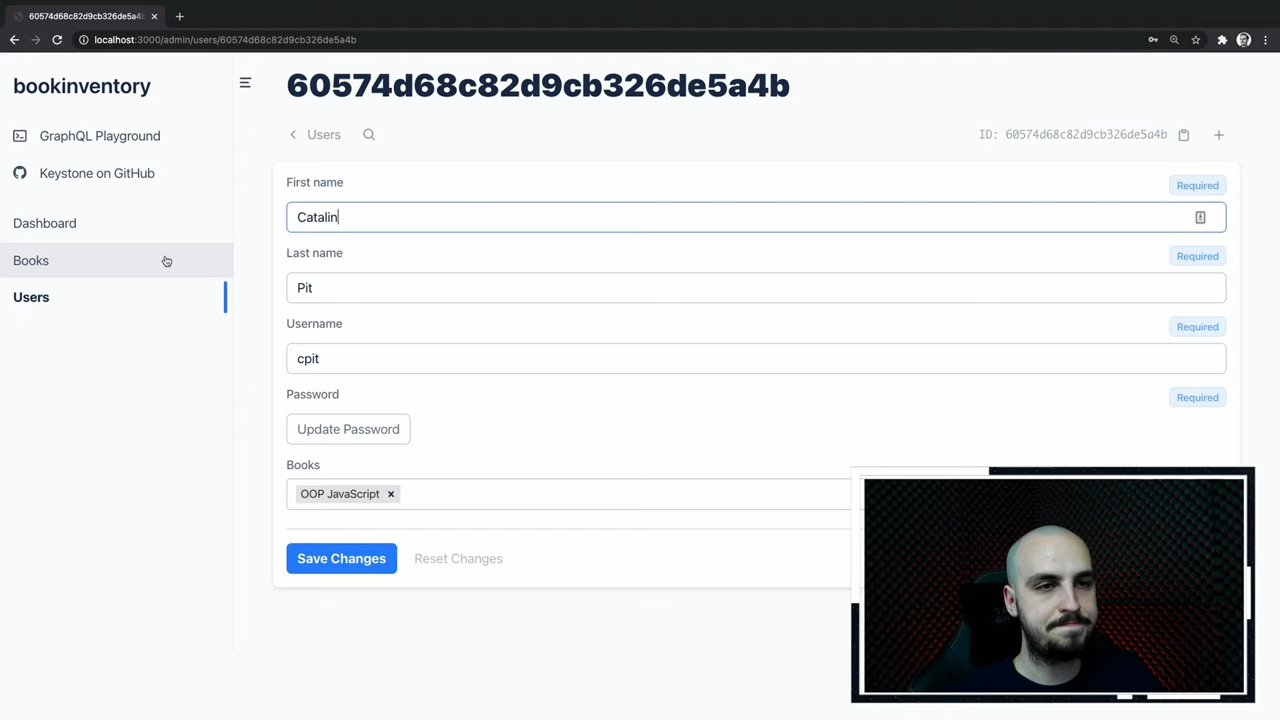 60574d68c82d9cb326de5a4b
localhost:3000/admin/users/60574d68c82d9cb326de5a4b
bookinventory
GraphQL Playground
Keystone on GitHub
Dashboard
Books
Users
60574d68c82d9cb326de5a4b
Users
ID: 60574d68c82d9cb326de5a4b
First name
Required
Catalin
Last name
Required
Pit
Username
Required
cpit
Password
Required
Update Password
Books
OOP JavaScript
Save Changes
Reset Changes